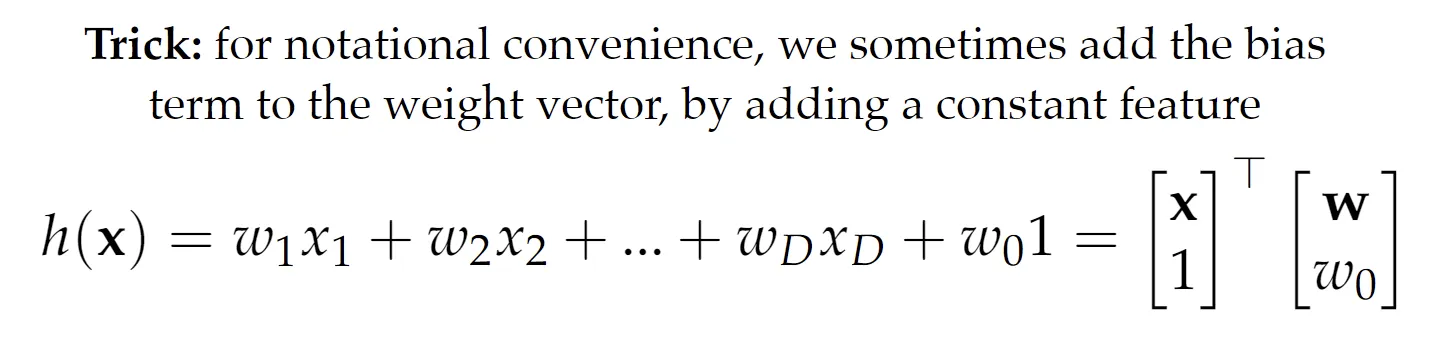 Trick: for notational convenience, we sometimes add the bias
term to the weight vector, by adding a constant feature
h(x) = w₁x₁ + w₂x₂ + ... + w_Dx_D + w₀1 = [x 1]^⊤ [w w₀]